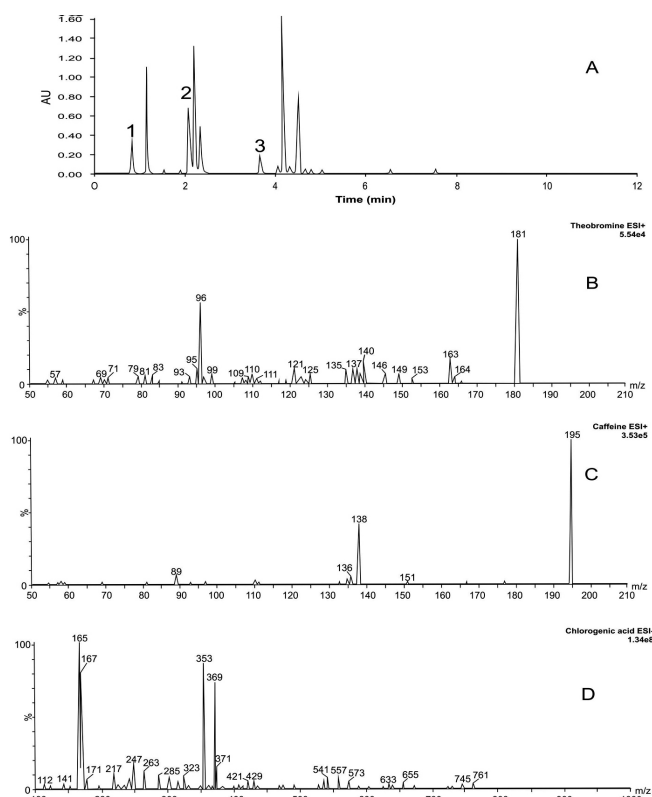 1.60
1.40
1.20
1.00
0.80
0.60
0.40
0.20
0.00
AU
1
2
3
A
O 2 4 6 8 10 12
Time (min)
Theobromine ESI+
5.54e4
100
%
0
181
B
96
57 69 71 79 81 83 93 95 99 109 110 111 121 125 135 137 140 146 149 153 163 164
50 60 70 80 90 100 110 120 130 140 150 160 170 180 190 200 210 m/z
Caffeine ESI+
3.53e5
100
%
0
195
C
138
89 136 151
50 60 70 80 90 100 110 120 130 140 150 160 170 180 190 200 210 m/z
Chlorogenic acid ESI-
1.34e8
100
%
0
165
167
353
369
D
112 141 171 217 247 263 285 323 371 421 429 541 557 573 633 655 745 761
m/z